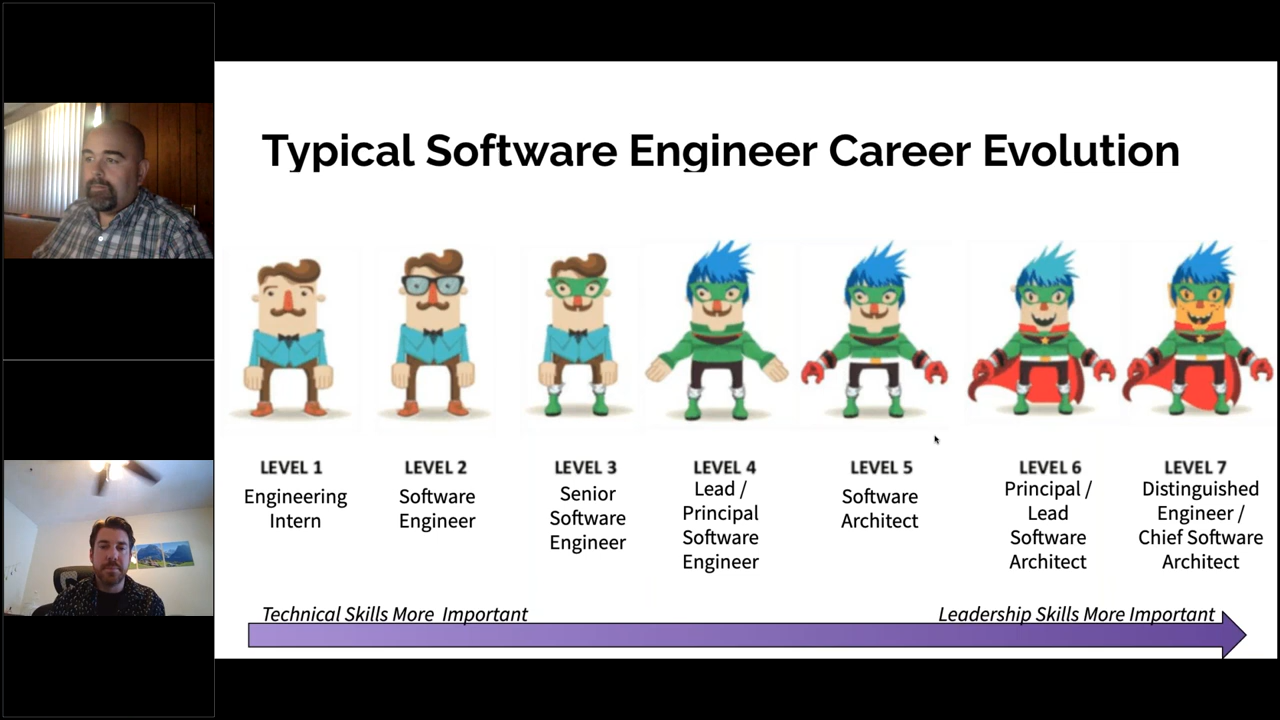 Typical Software Engineer Career Evolution
LEVEL 1
Engineering
Intern
LEVEL 2
Software
Engineer
LEVEL 3
Senior
Software
Engineer
LEVEL 4
Lead /
Principal
Software
Engineer
LEVEL 5
Software
Architect
LEVEL 6
Principal /
Lead
Software
Architect
LEVEL 7
Distinguished
Engineer /
Chief Software
Architect
Technical Skills More Important
Leadership Skills More Important